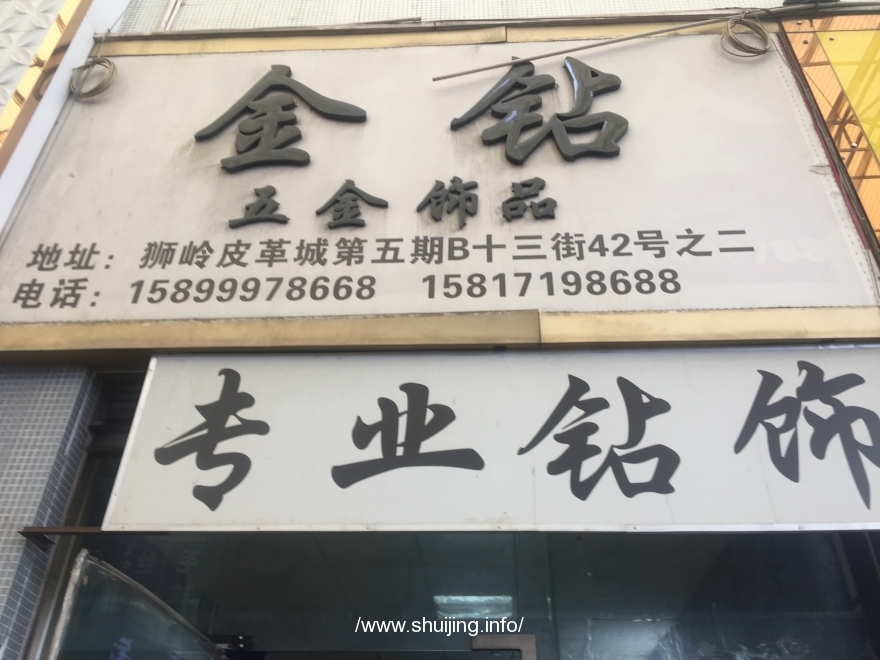 金钻
五金饰品
地址：狮岭皮革城第五期B十三街42号之二
电话：15899978668 15817198688
专业钻饰
/www.shuijing.info/